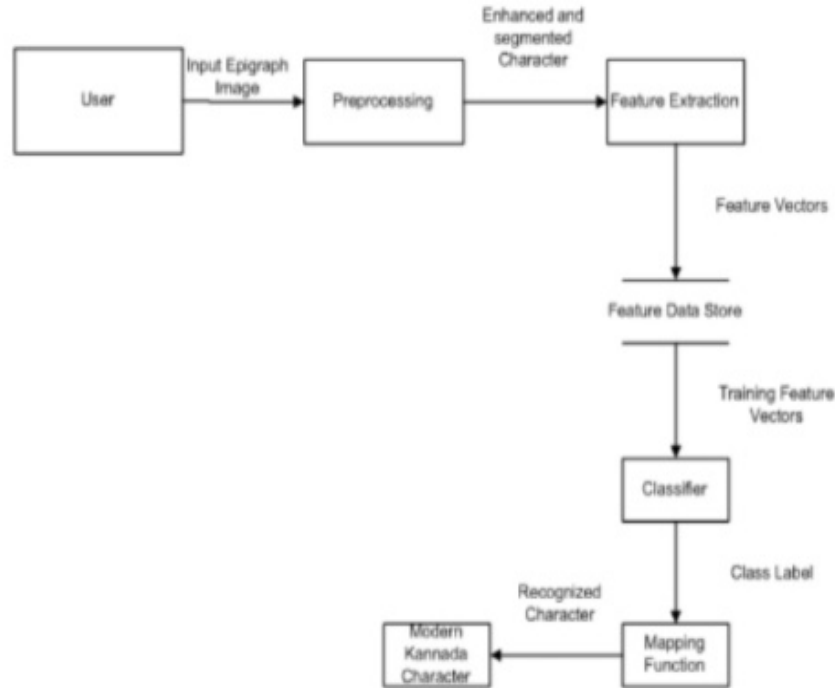 User
Input Epigraph
Image
Preprocessing
Enhanced and
segmented
Character
Feature Extraction
Feature Vectors
Feature Data Store
Training Feature
Vectors
Classifier
Class Label
Mapping
Function
Recognized
Character
Modern
Kannada
Character